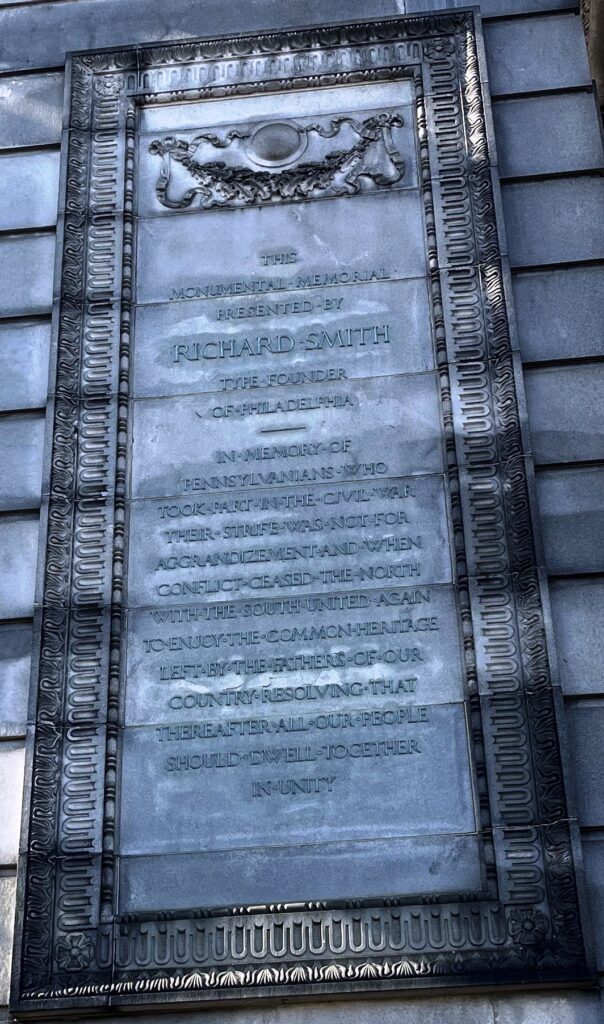 THIS
MONUMENTAL·MEMORIAL
PRESENTED·BY
RICHARD·SMITH
TYPE·FOUNDER
OF·PHILADELPHIA
IN·MEMORY·OF
PENNSYLVANIANS·WHO
TOOK·PART·IN·THE·CIVIL·WAR
THEIR·STRIFE·WAS·NOT·FOR
AGGRANDIZEMENT·AND·WHEN
CONFLICT·CEASED·THE·NORTH
WITH·THE·SOUTH·UNITED·AGAIN
TO·ENJOY·THE·COMMON·HERITAGE
LEFT·BY·THE·FATHERS·OF·OUR
COUNTRY·RESOLVING·THAT
THEREAFTER·ALL·OUR·PEOPLE
SHOULD·DWELL·TOGETHER
IN·UNITY